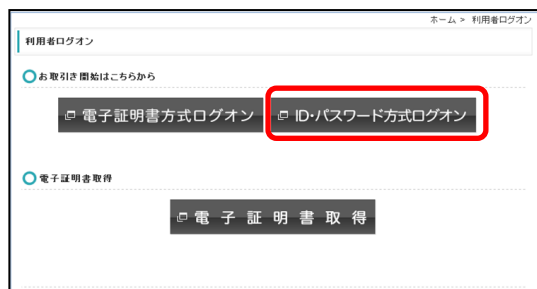 ホーム > 利用者ログオン
利用者ログオン
お取引き開始はこちらから
電子証明書方式ログオン ID・パスワード方式ログオン
電子証明書取得
電子証明書取得